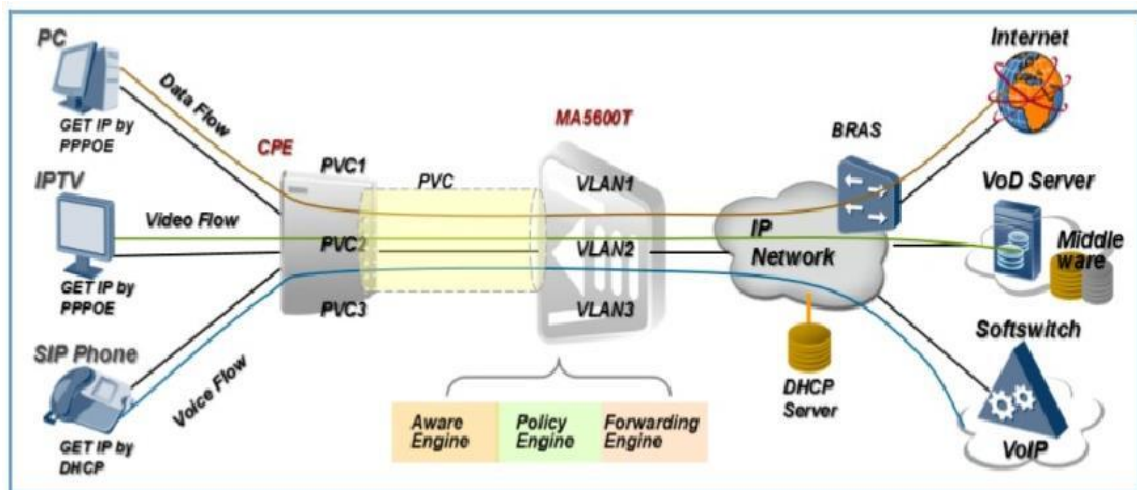 PC
GET IP by
PPPOE
Data Flow
IPTV
Video Flow
GET IP by
PPPOE
SIP Phone
Voice Flow
GET IP by
DHCP
CPE
PVC1
PVC2
PVC3
PVC
MA5600T
VLAN1
VLAN2
VLAN3
Aware
Engine
Policy
Engine
Forwarding
Engine
BRAS
IP
Network
DHCP
Server
Internet
VoD Server
Middle
ware
Softswitch
VoIP